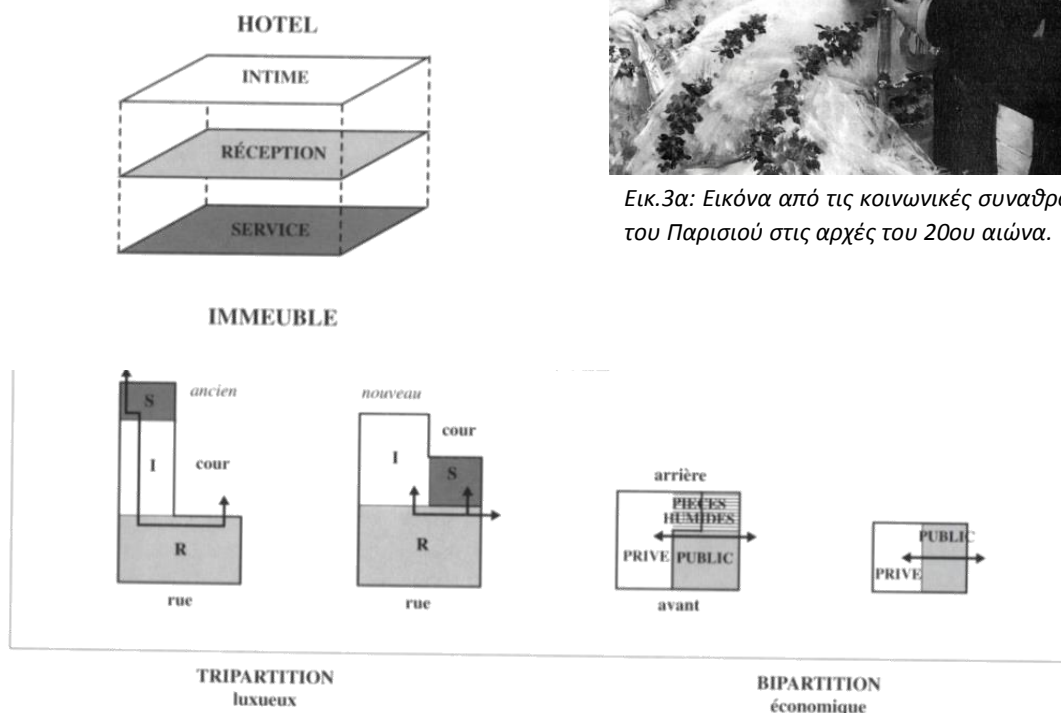 HOTEL
INTIME
RÉCEPTION
SERVICE
Εικ.3α: Εικόνα από τις κοινωνικές
του Παρισιού στις αρχές του 20ου αιώνα.
IMMEUBLE
ancien
S
I
cour
R
rue
nouveau
cour
I
S
R
rue
arrière
PIECES
HUMIDES
PRIVE
PUBLIC
avant
PUBLIC
PRIVE
TRIPARTITION
luxueux
BIPARTITION
économique